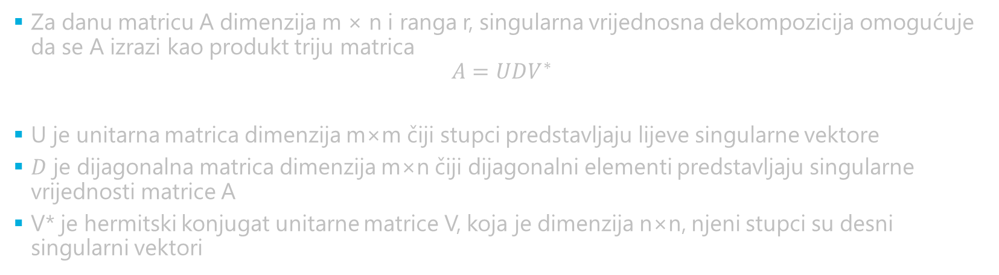 ▪ Za danu matricu A dimenzija m × n i ranga r, singularna vrijednosna dekompozicija omogućuje
da se A izrazi kao produkt triju matrica
A = UDV*
▪ U je unitarna matrica dimenzija m×m čiji stupci predstavljaju lijeve singularne vektore
▪ D je dijagonalna matrica dimenzija m×n čiji dijagonalni elementi predstavljaju singularne
vrijednosti matrice A
▪ V* je hermitski konjugat unitarne matrice V, koja je dimenzija n×n, njeni stupci su desni
singularni vektori